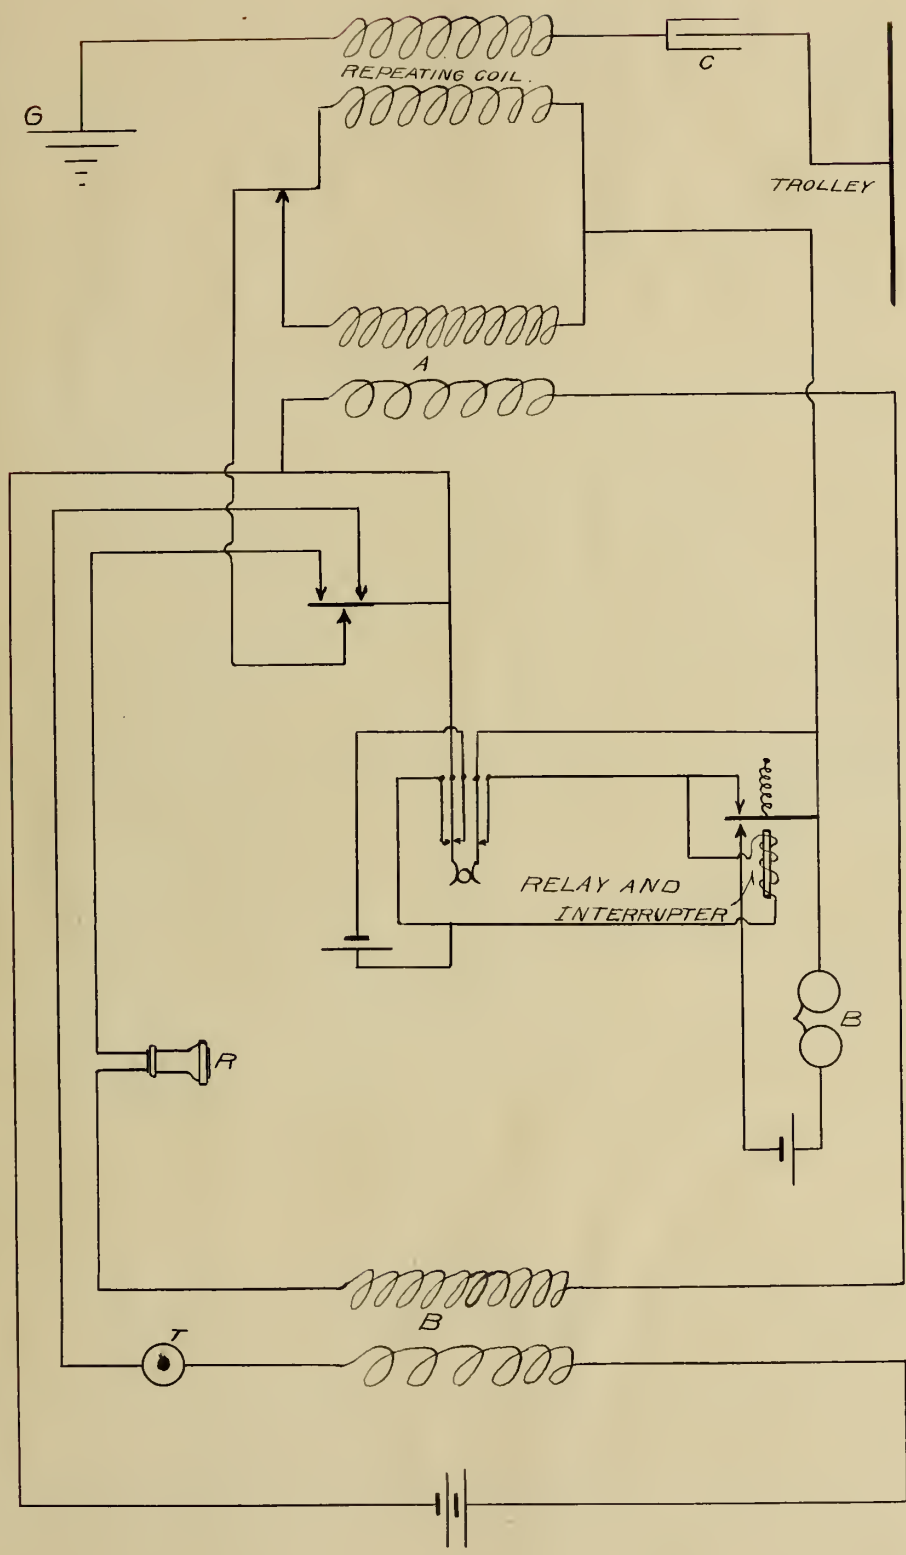 REPEATING COIL.
C
G
TROLLEY
A
RELAY AND
INTERRUPTER
B
R
B
T